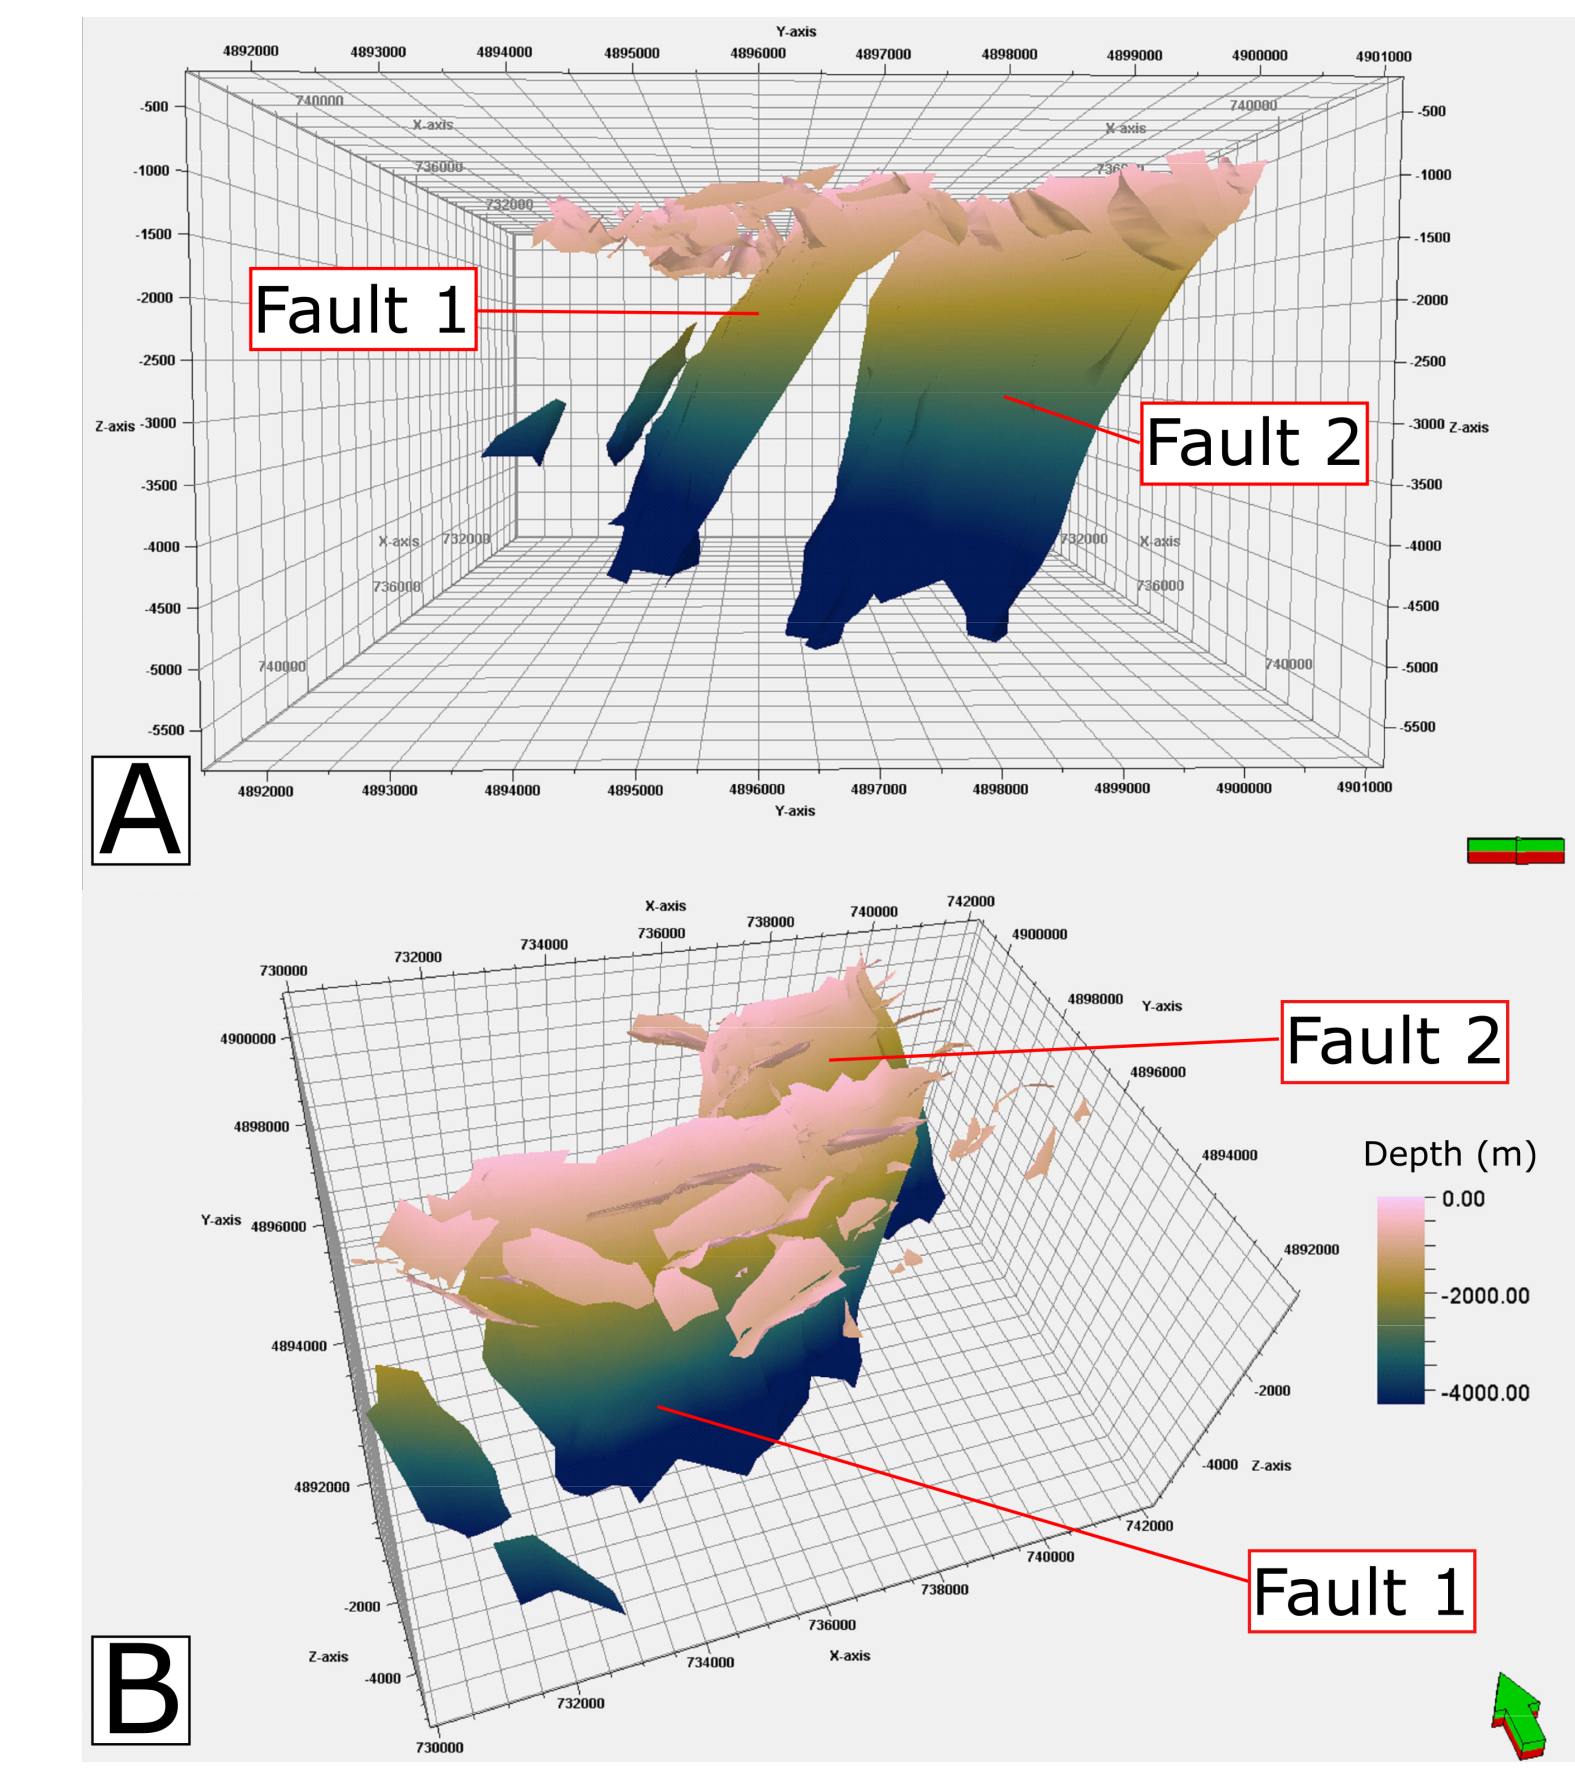 Y-axis
4892000 4893000 4894000 4895000 4896000 4897000 4898000 4899000 4900000 4901000
740000 740000
-500 -500
X-axis X-axis
736000
-1000 -1000
732000
-1500 -1500
Fault 1
-2000 -2000
-2500 -2500
Z-axis -3000 -3000 Z-axis
Fault 2
-3500 -3500
X-axis 732000 732000 X-axis
-4000 -4000
736000 736000
-4500 -4500
740000 740000
-5000 -5000
-5500 -5500
4892000 4893000 4894000 4895000 4896000 4897000 4898000 4899000 4900000 4901000
Y-axis
A
X-axis
730000 732000 734000 736000 738000 740000 742000
4900000
4898000 Y-axis
4896000
4894000
4892000
Fault 2
4900000
4898000
Y-axis 4896000
4894000
4892000
Depth (m)
0.00
-2000.00
-4000.00
-2000
-4000 Z-axis
Fault 1
-2000
Z-axis
-4000
730000 732000 734000 736000 738000 740000 742000
X-axis
B